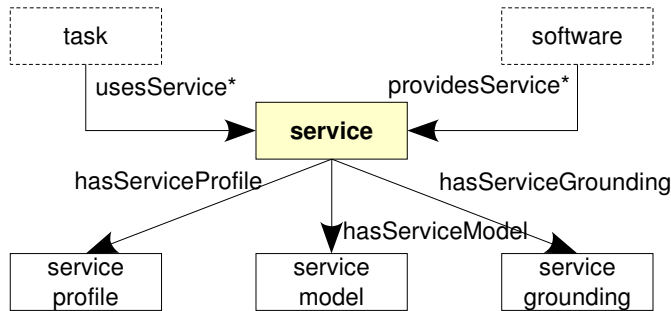 task
software
usesService*
providesService*
service
hasServiceProfile
hasServiceGrounding
hasServiceModel
service
profile
service
model
service
grounding